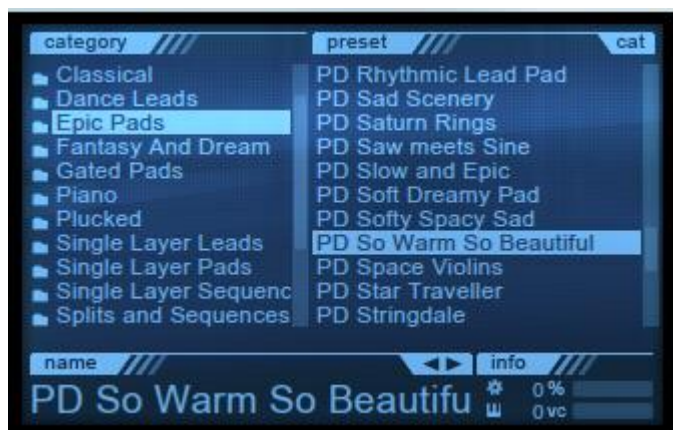 category
preset
cat
Classical
Dance Leads
Epic Pads
Fantasy And Dream
Gated Pads
Piano
Plucked
Single Layer Leads
Single Layer Pads
Single Layer Sequenc
Splits and Sequences
PD Rhythmic Lead Pad
PD Sad Scenery
PD Saturn Rings
PD Saw meets Sine
PD Slow and Epic
PD Soft Dreamy Pad
PD Softy Spacy Sad
PD So Warm So Beautiful
PD Space Violins
PD Star Traveller
PD Stringdale
name
info
PD So Warm So Beautifu
0 %
0 vc